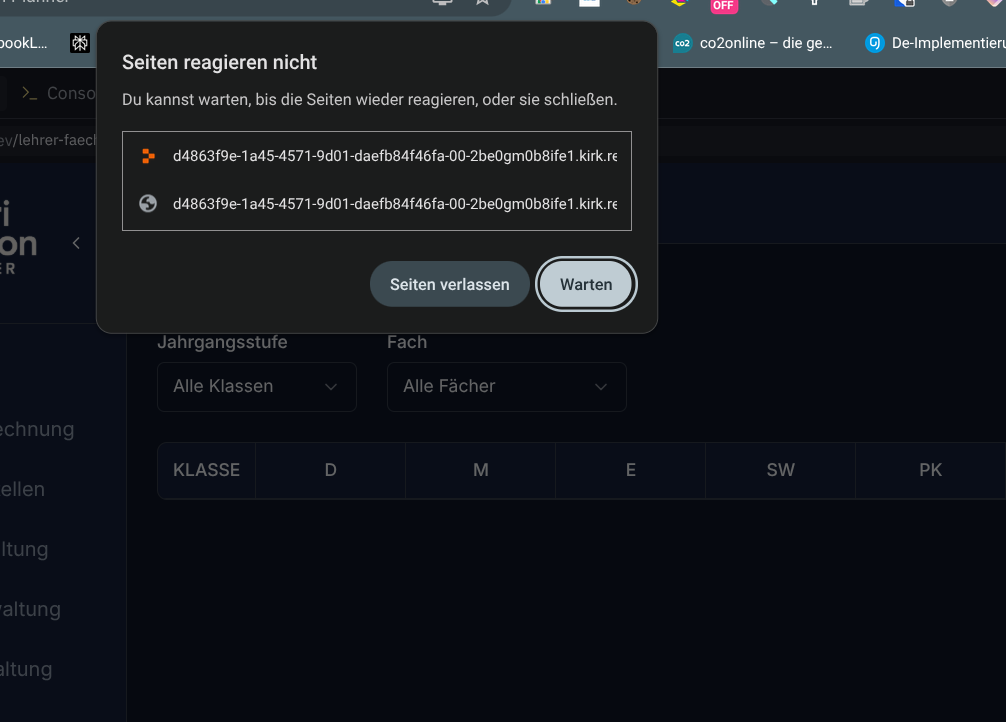 OFF
ookL...
co2
co2online – die ge...
De-Implementieru
Seiten reagieren nicht
Du kannst warten, bis die Seiten wieder reagieren, oder sie schließen.
d4863f9e-1a45-4571-9d01-daefb84f46fa-00-2be0gm0b8ife1.kirk.re
d4863f9e-1a45-4571-9d01-daefb84f46fa-00-2be0gm0b8ife1.kirk.re
Seiten verlassen
Warten
>_ Conso
ev/lehrer-faech
ri
on
ER
Jahrgangsstufe
Fach
Alle Klassen
Alle Fächer
KLASSE D M E SW PK
echnung
ellen
ltung
valtung
altung